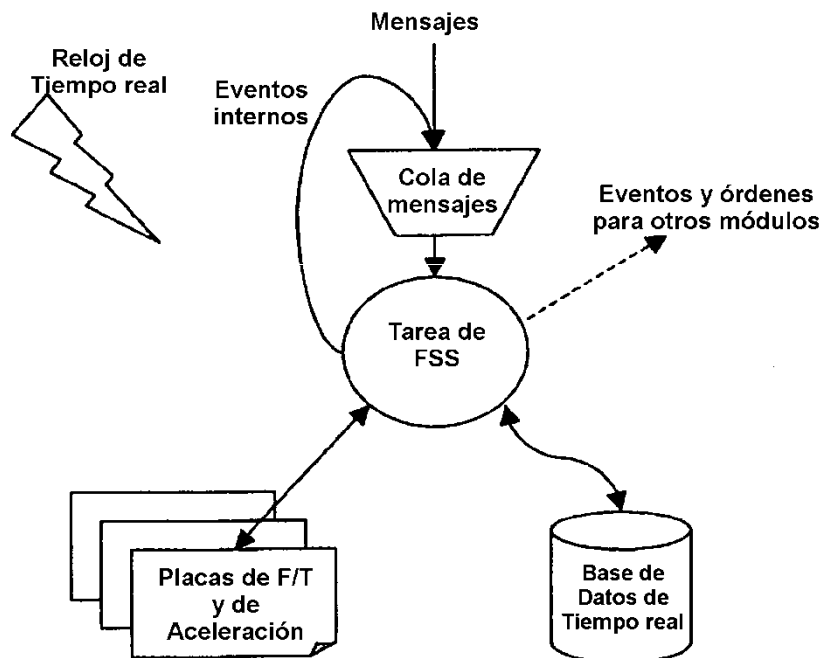 Mensajes
Reloj de
Tiempo real
Eventos
internos
Cola de
mensajes
Eventos y órdenes
para otros módulos
Tarea de
FSS
Placas de F/T
y de
Aceleración
Base de
Datos de
Tiempo real